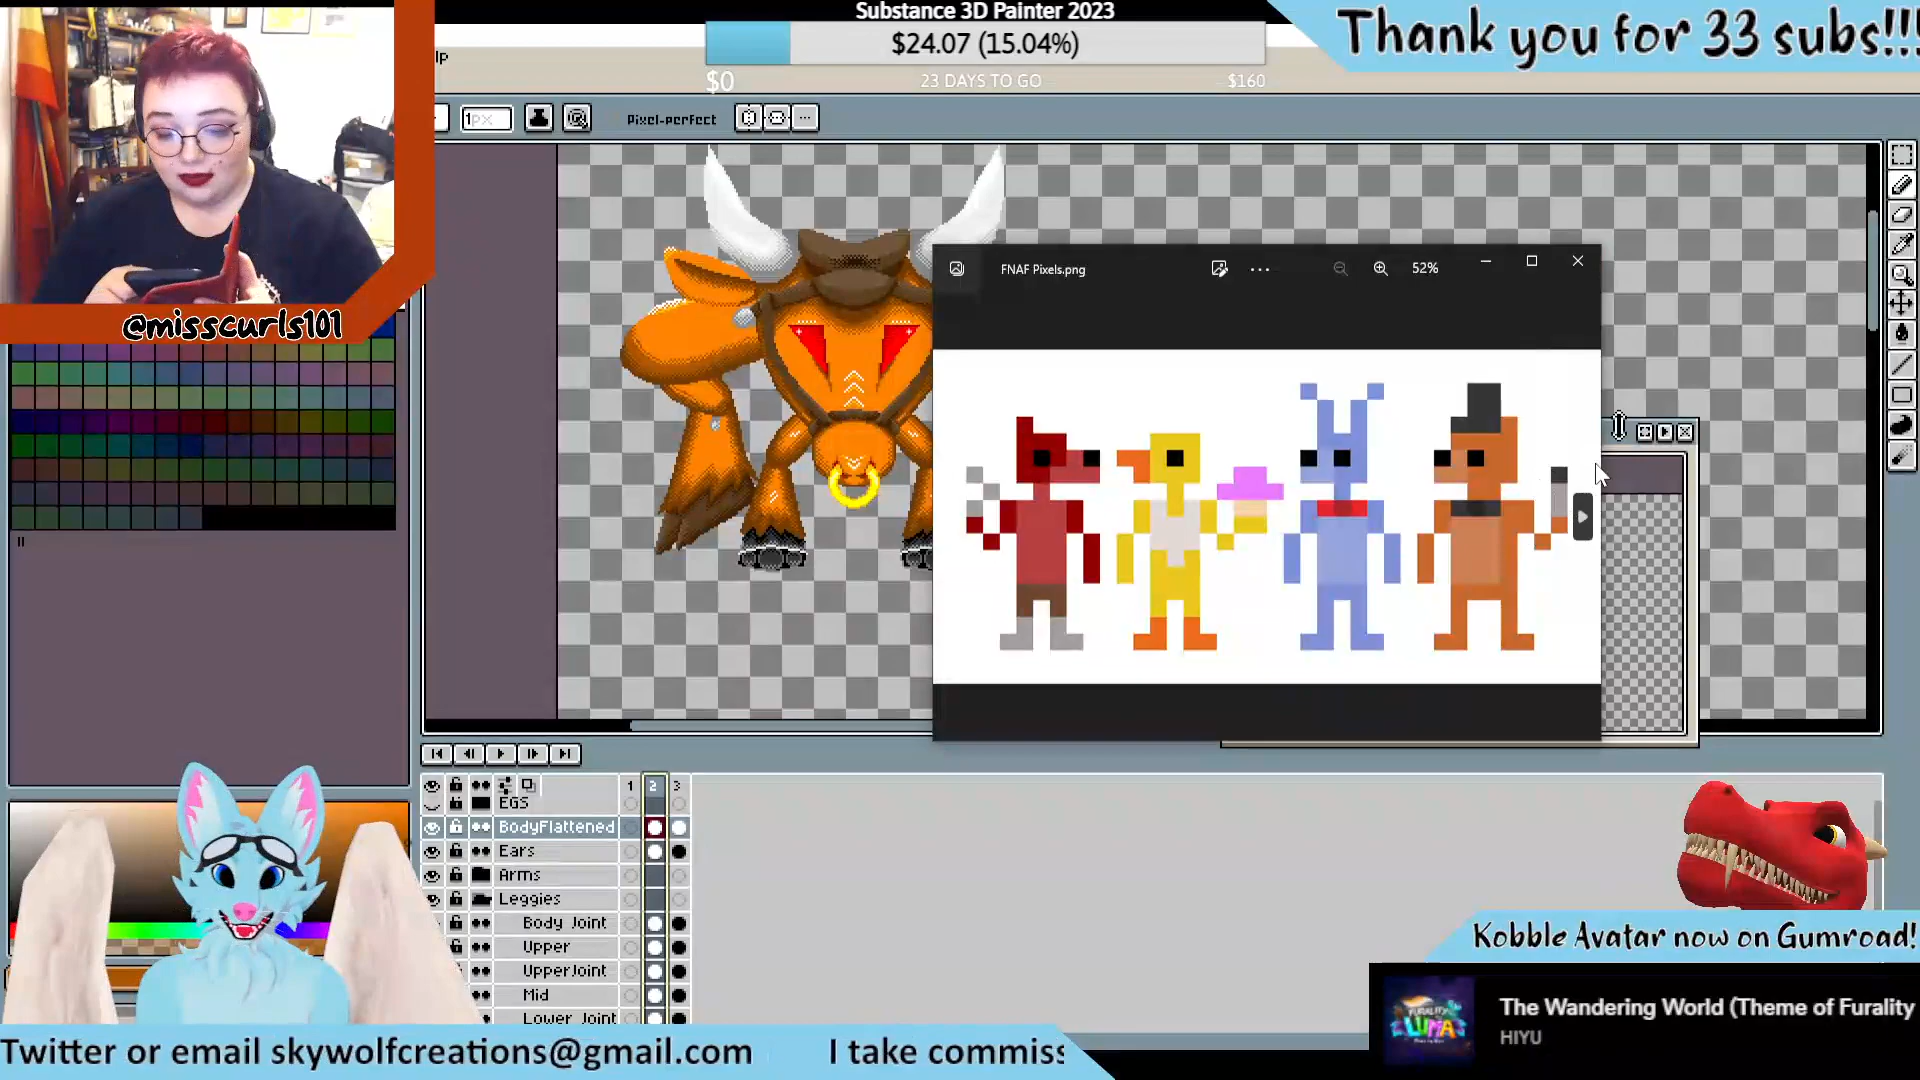 Substance 3D Painter 2023
$24.07 (15.04%)
$0
23 DAYS TO GO
$160
Thank you for 33 subs!!!
lp
1px
Pixel-perfect
FNAF Pixels.png
52%
@misscurls101
1 2 3
EGS
BodyFlattened
Ears
Arms
Leggies
Body Joint
Upper
UpperJoint
Mid
Lower Joint
Kobble Avatar now on Gumroad!
The Wandering World (Theme of Furality
HIYU
FURALITY
LUMA
Twitter or email skywolfcreations@gmail.com
I take commiss